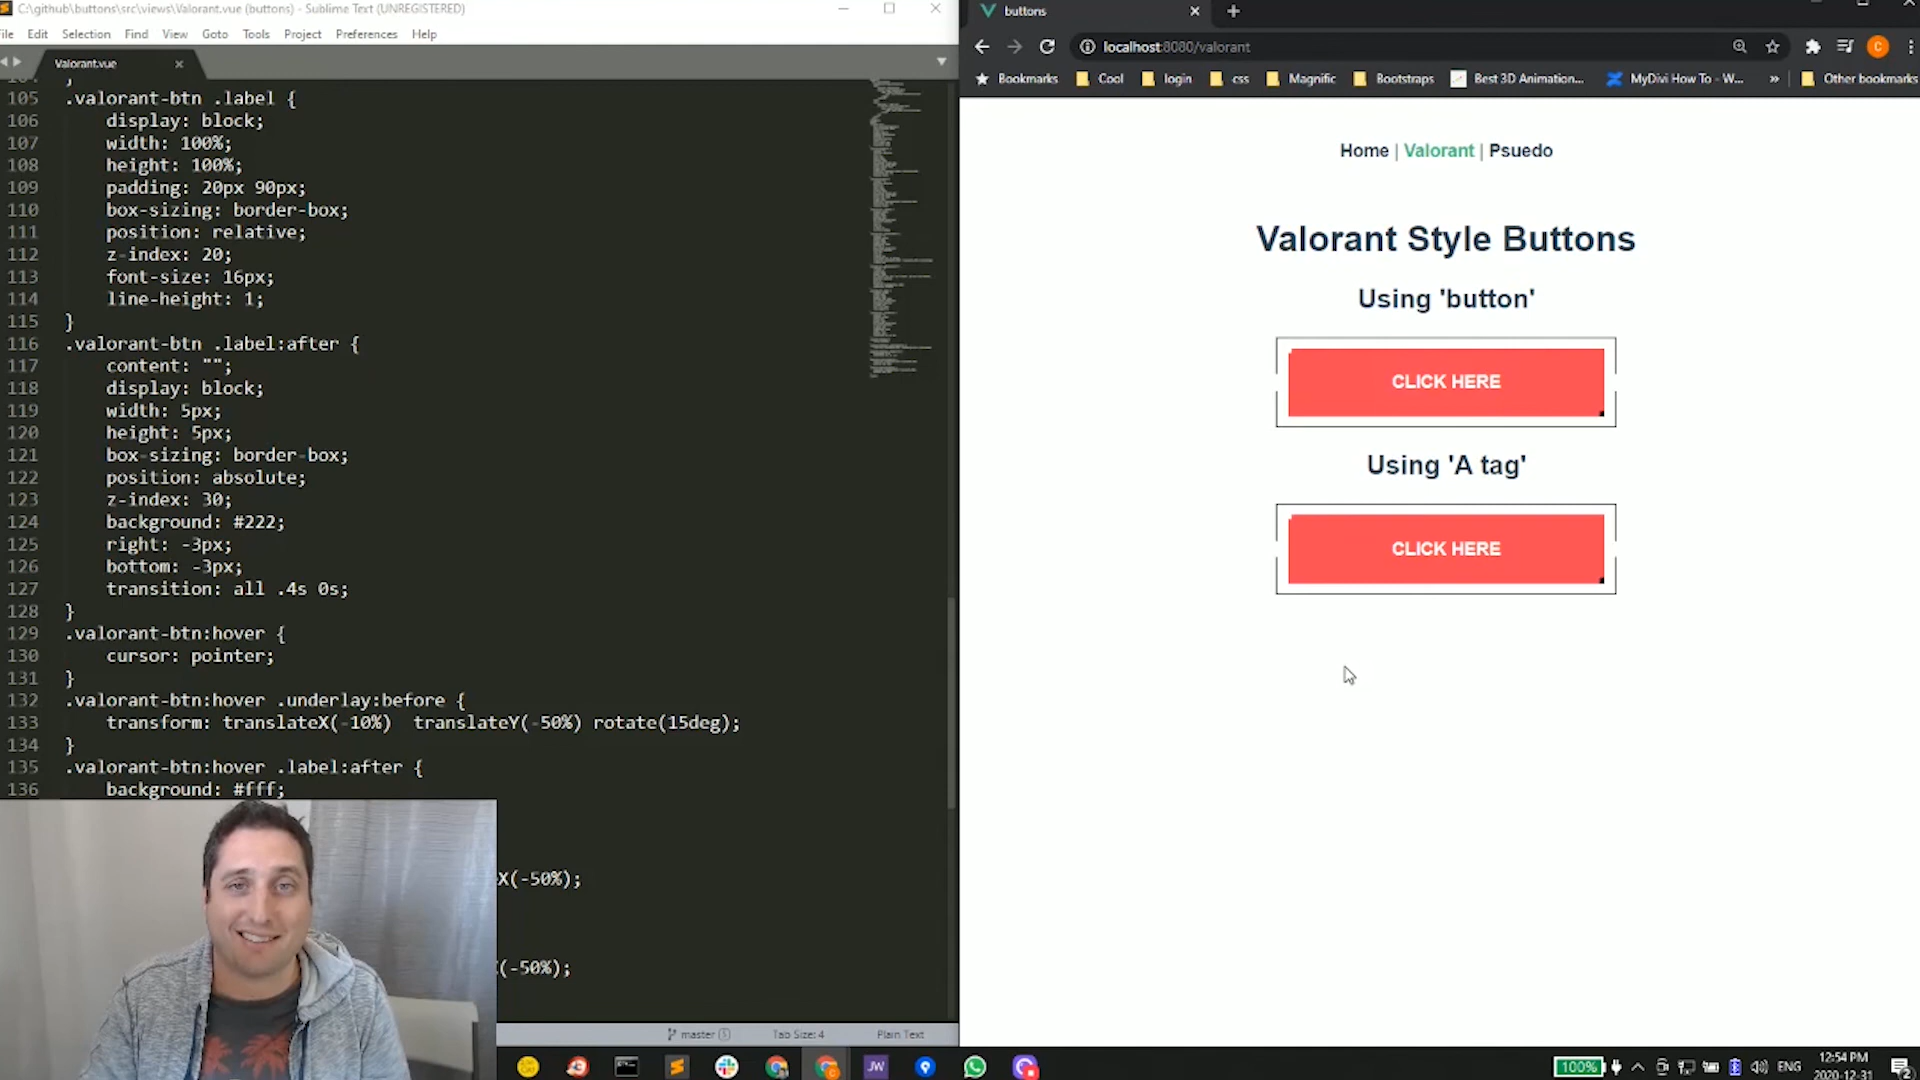 C:\github\buttons\src\views\Valorant.vue (buttons) - Sublime Text (UNREGISTERED)
ile Edit Selection Find View Goto Tools Project Preferences Help
Valorant.vue
105 .valorant-btn .label {
106 display: block;
107 width: 100%;
108 height: 100%;
109 padding: 20px 90px;
110 box-sizing: border-box;
111 position: relative;
112 z-index: 20;
113 font-size: 16px;
114 line-height: 1;
115 }
116 .valorant-btn .label:after {
117 content: "";
118 display: block;
119 width: 5px;
120 height: 5px;
121 box-sizing: border-box;
122 position: absolute;
123 z-index: 30;
124 background: #222;
125 right: -3px;
126 bottom: -3px;
127 transition: all .4s 0s;
128 }
129 .valorant-btn:hover {
130 cursor: pointer;
131 }
132 .valorant-btn:hover .underlay:before {
133 transform: translateX(-10%) translateY(-50%) rotate(15deg);
134 }
135 .valorant-btn:hover .label:after {
136 background: #fff;
X(-50%);
(-50%);
master 5 Tab Size: 4 Plain Text
buttons
localhost:8080/valorant
C
Bookmarks Cool login css Magnific Bootstraps Best 3D Animation... MyDivi How To - W... » Other bookmarks
Home | Valorant | Psuedo
Valorant Style Buttons
Using 'button'
CLICK HERE
Using 'A tag'
CLICK HERE
JW
100% ENG 12:54 PM
2020-12-31
2